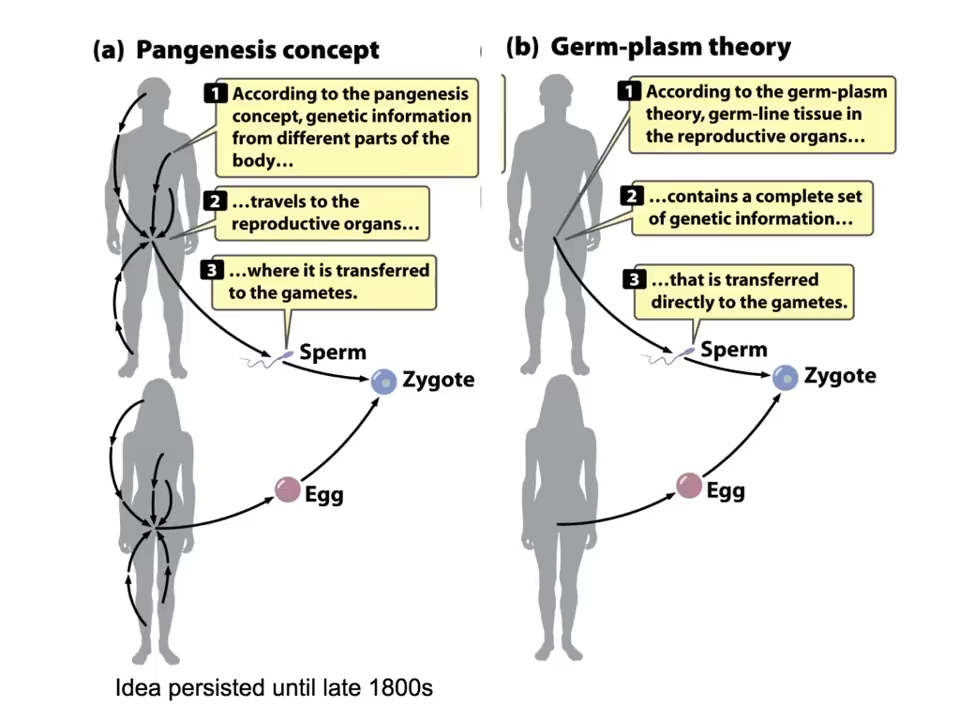 (a) Pangenesis concept
1 According to the pangenesis
concept, genetic information
from different parts of the
body…
2 …travels to the
reproductive organs…
3 …where it is transferred
to the gametes.
Sperm
Zygote
Egg
Idea persisted until late 1800s
(b) Germ-plasm theory
1 According to the germ-plasm
theory, germ-line tissue in
the reproductive organs…
2 …contains a complete set
of genetic information…
3 …that is transferred
directly to the gametes.
Sperm
Zygote
Egg